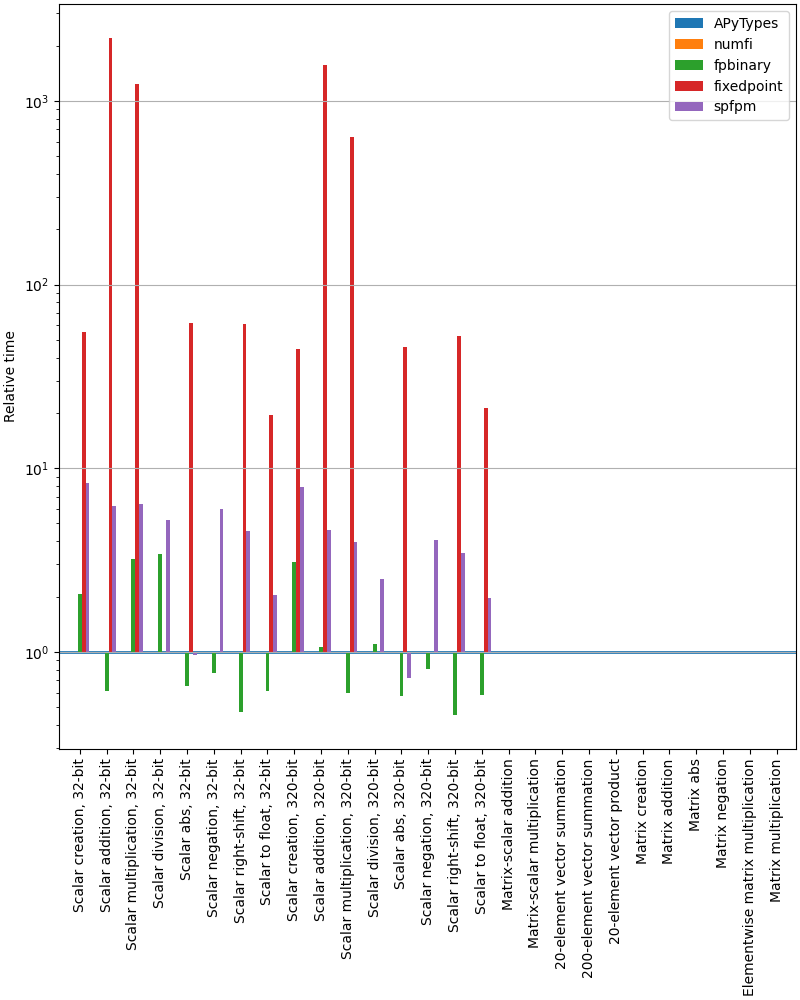 APyTypes
numfi
fpbinary
fixedpoint
spfpm
Relative time
10³
10²
10¹
10⁰
Scalar creation, 32-bit
Scalar addition, 32-bit
Scalar multiplication, 32-bit
Scalar division, 32-bit
Scalar abs, 32-bit
Scalar negation, 32-bit
Scalar right-shift, 32-bit
Scalar to float, 32-bit
Scalar creation, 320-bit
Scalar addition, 320-bit
Scalar multiplication, 320-bit
Scalar division, 320-bit
Scalar abs, 320-bit
Scalar negation, 320-bit
Scalar right-shift, 320-bit
Scalar to float, 320-bit
Matrix-scalar addition
Matrix-scalar multiplication
20-element vector summation
200-element vector summation
20-element vector product
Matrix creation
Matrix addition
Matrix abs
Matrix negation
Elementwise matrix multiplication
Matrix multiplication